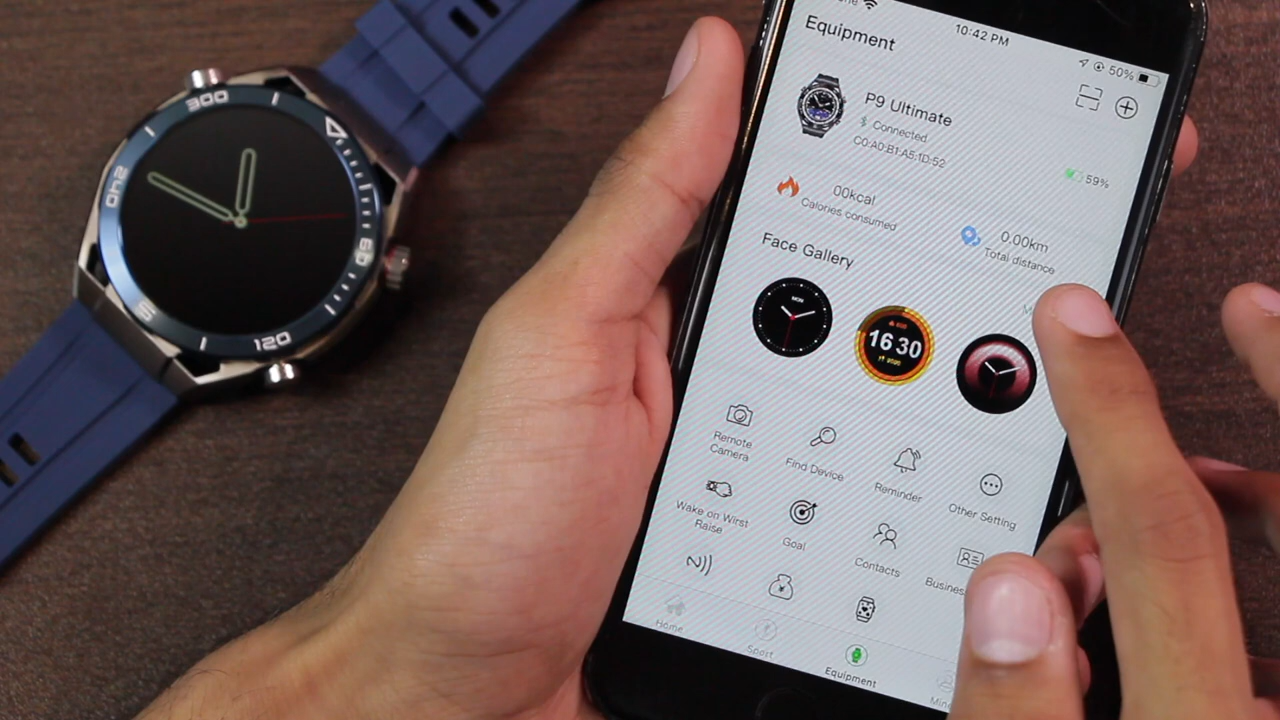 10:42 PM
50%
Equipment
P9 Ultimate
Connected
C0:A0:B1:A5:1D:52
59%
00kcal
Calories consumed
0.00km
Total distance
Face Gallery
MON
16 30
Remote
Camera
Find Device
Reminder
Other Setting
Wake on Wirst
Raise
Goal
Contacts
Home
Sport
Equipment
300
240
60
120